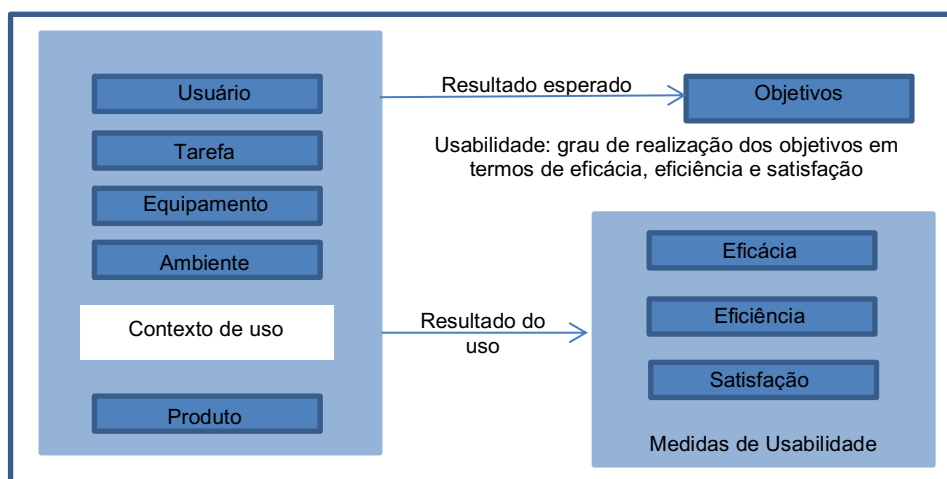 Usuário
Tarefa
Equipamento
Ambiente
Contexto de uso
Produto
Resultado esperado
Objetivos
Usabilidade: grau de realização dos objetivos em
termos de eficácia, eficiência e satisfação
Resultado do
uso
Eficácia
Eficiência
Satisfação
Medidas de Usabilidade